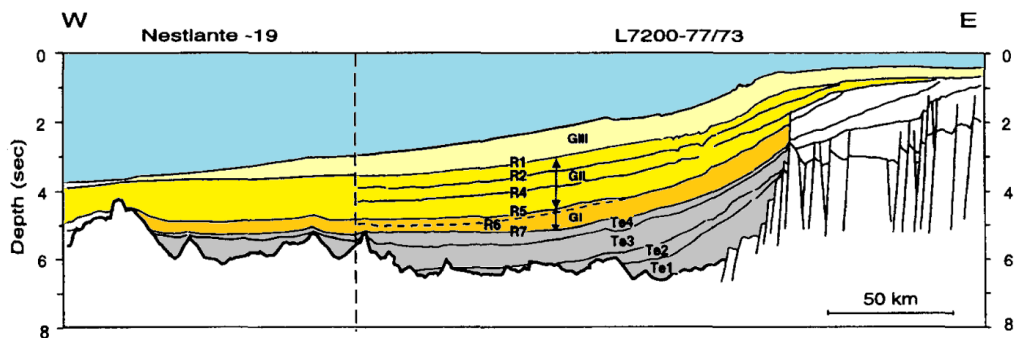 W E
Nestlante -19 L7200-77/73
0 0
2 2
4 4
6 6
8 8
Depth (sec)
GIII
R1
R2 GII
R4
R5
R6 GI
R7
Te4
Te3
Te2
Te1
50 km